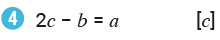 4 2c − b = a [c]